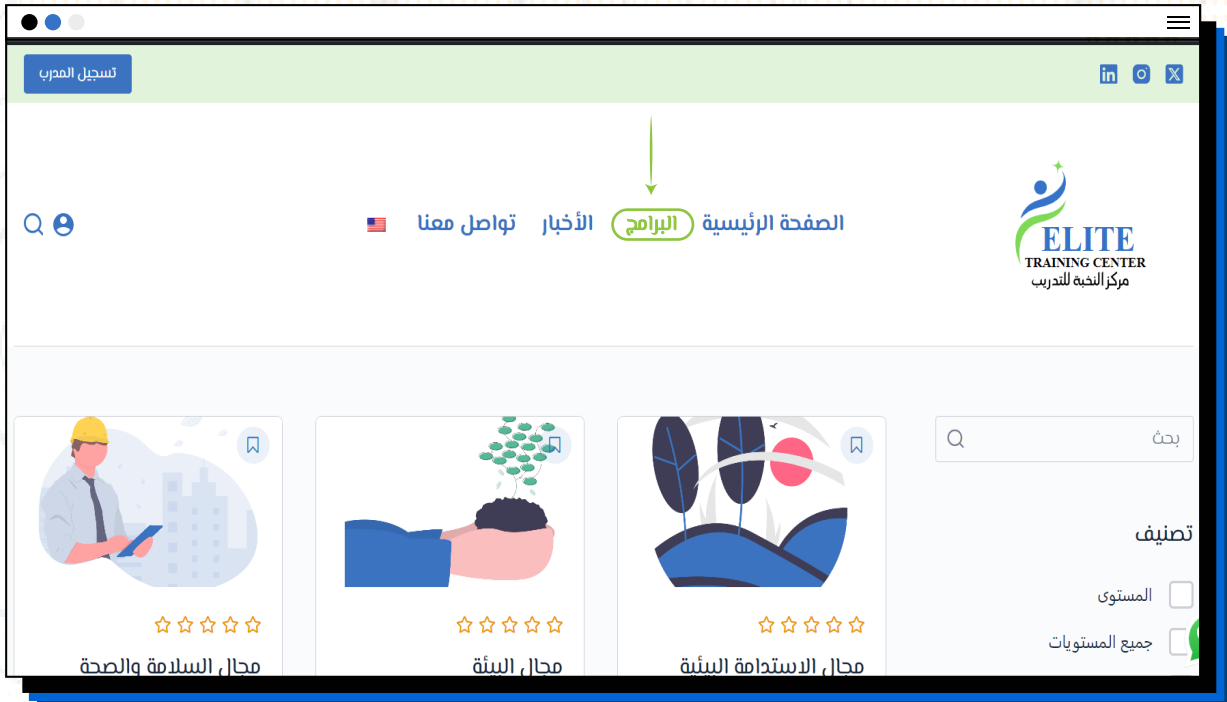 تسجيل المدرب
ELITE
TRAINING CENTER
مركز النخبة للتدريب
الصفحة الرئيسية
البرامج
الأخبار
تواصل معنا
بحث
تصنيف
المستوى
جميع المستويات
مجال الاستدامة البيئية
مجال البيئة
مجال السلامة والصحة